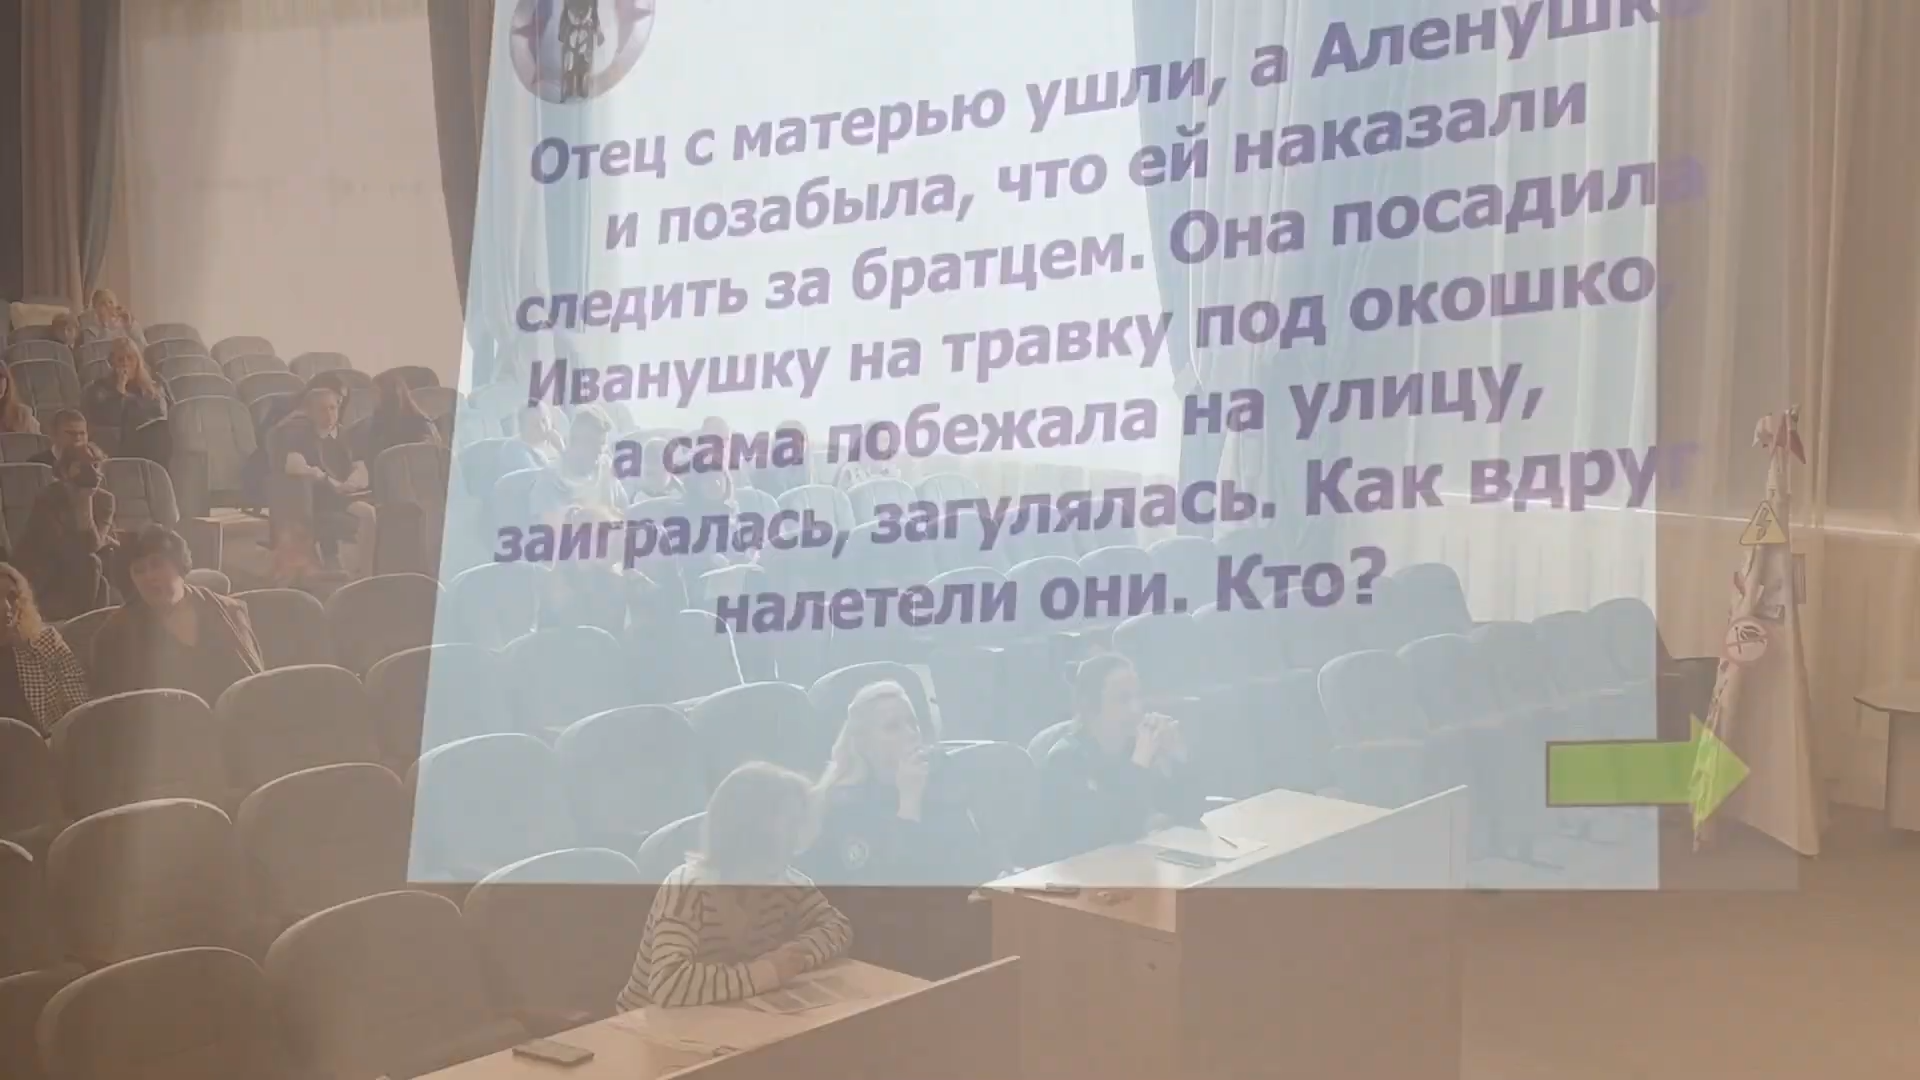 Отец с матерью ушли, а Аленушка
и позабыла, что ей наказали
следить за братцем. Она посадила
Иванушку на травку под окошко,
а сама побежала на улицу,
заигралась, загулялась. Как вдруг
налетели они. Кто?